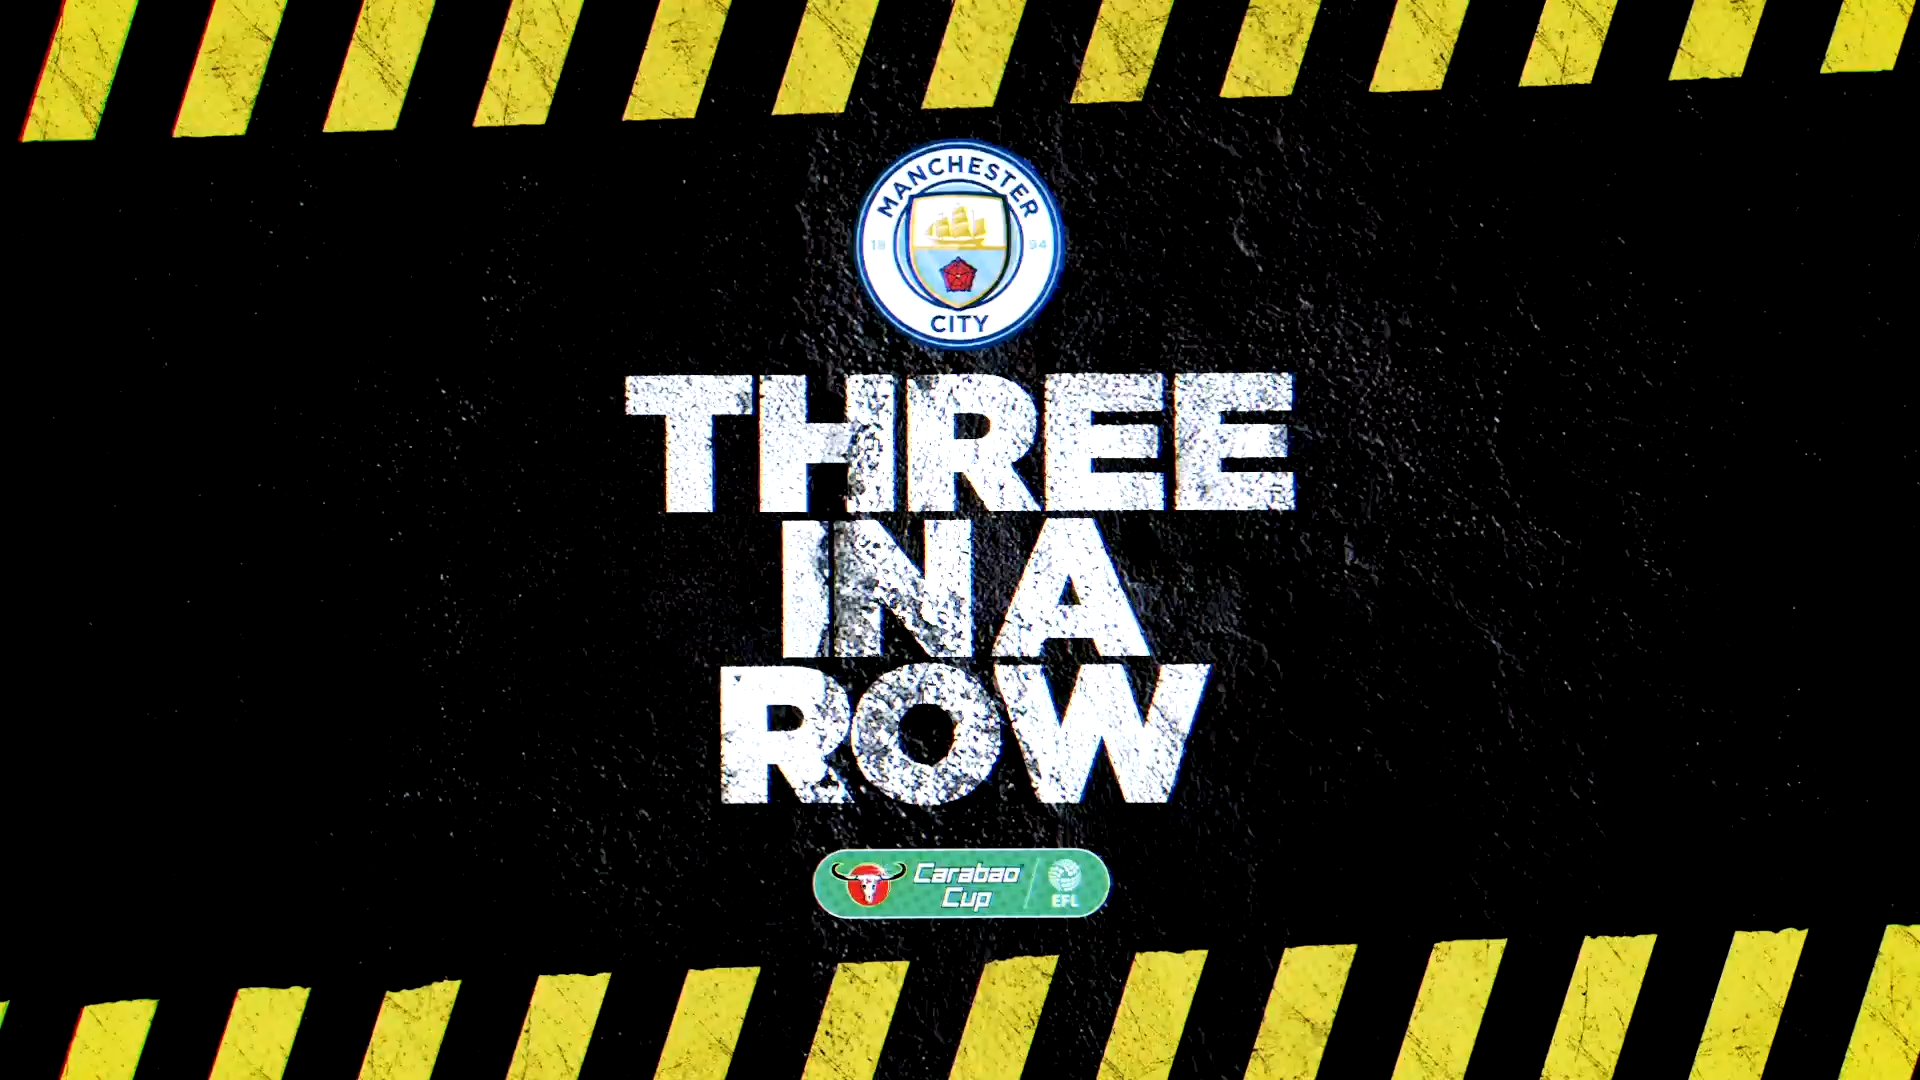 MANCHESTER
18 94
CITY
THREE
IN A
ROW
Carabao
Cup
EFL